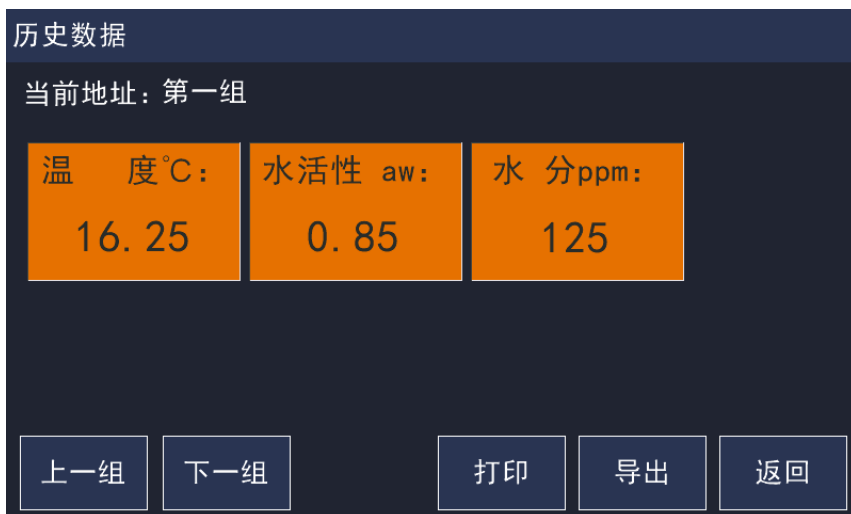 历史数据
当前地址：第一组
温 度℃： 水活性 aw： 水 分ppm：
16.25 0.85 125
上一组 下一组 打印 导出 返回